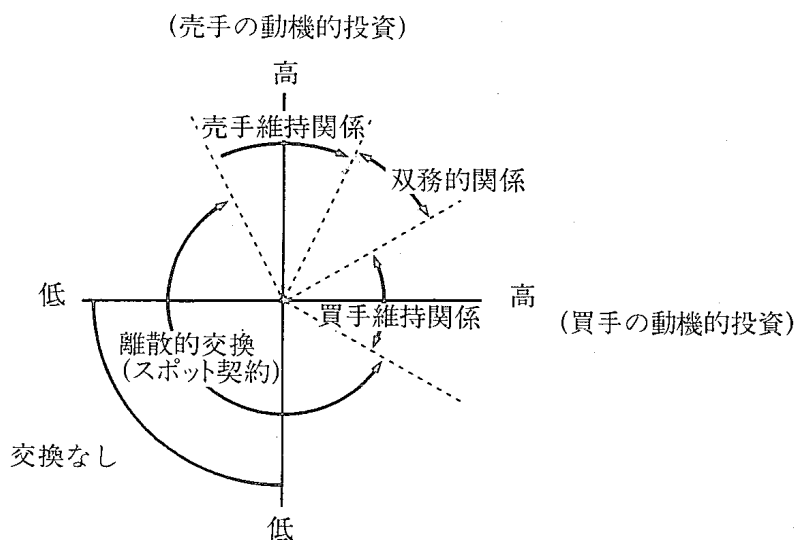 (売手の動機的投資)
高
売手維持関係
双務的関係
低
高
買手維持関係
(買手の動機的投資)
離散的交換
(スポット契約)
交換なし
低